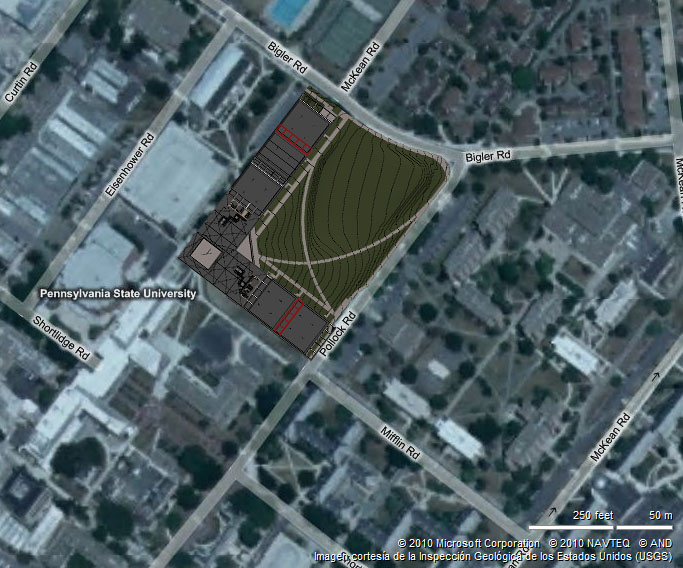 Bigler Rd
McKean Rd
Curtin Rd
Eisenhower Rd
Bigler Rd
Pennsylvania State University
Shortlidge Rd
Pollock Rd
Mifflin Rd
McKean Rd
250 feet 50 m
© 2010 Microsoft Corporation © 2010 NAVTEQ © AND
Imagen cortesía de la Inspección Geológica de los Estados Unidos (USGS)